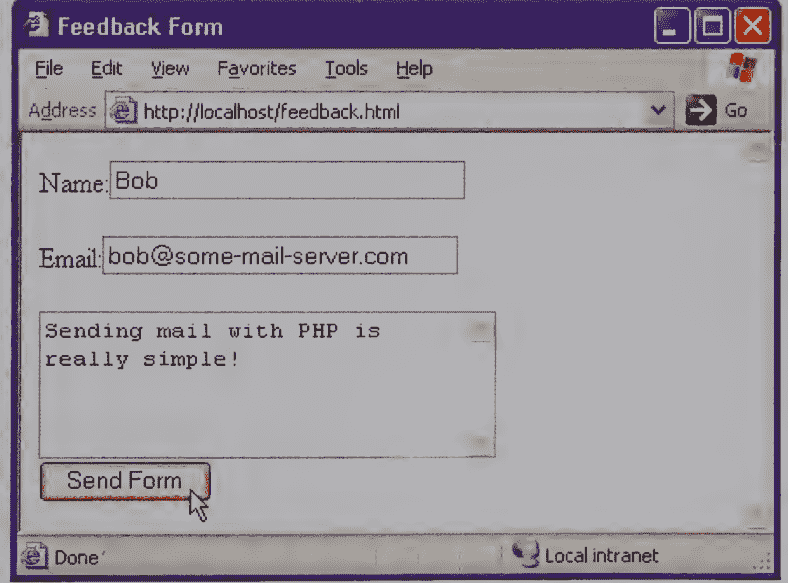 Feedback Form
File Edit View Favorites Tools Help
Address http://localhost/feedback.html Go
Name: Bob
Email: bob@some-mail-server.com
Sending mail with PHP is
really simple!
Send Form
Done Local intranet